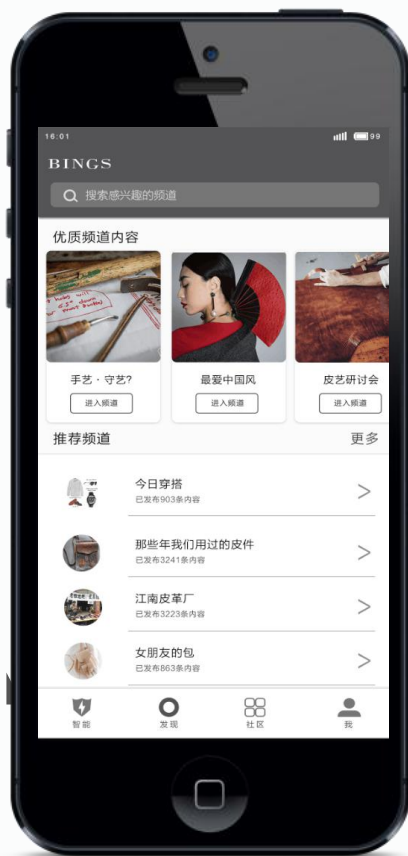 16:01
99
BINGS
搜索感兴趣的频道
优质频道内容
手艺 · 守艺?
最爱中国风
皮艺研讨会
进入频道
进入频道
进入频道
推荐频道
更多
今日穿搭
已发布903条内容
那些年我们用过的皮件
已发布3241条内容
江南皮革厂
已发布3223条内容
女朋友的包
已发布863条内容
智能
发现
社区
我